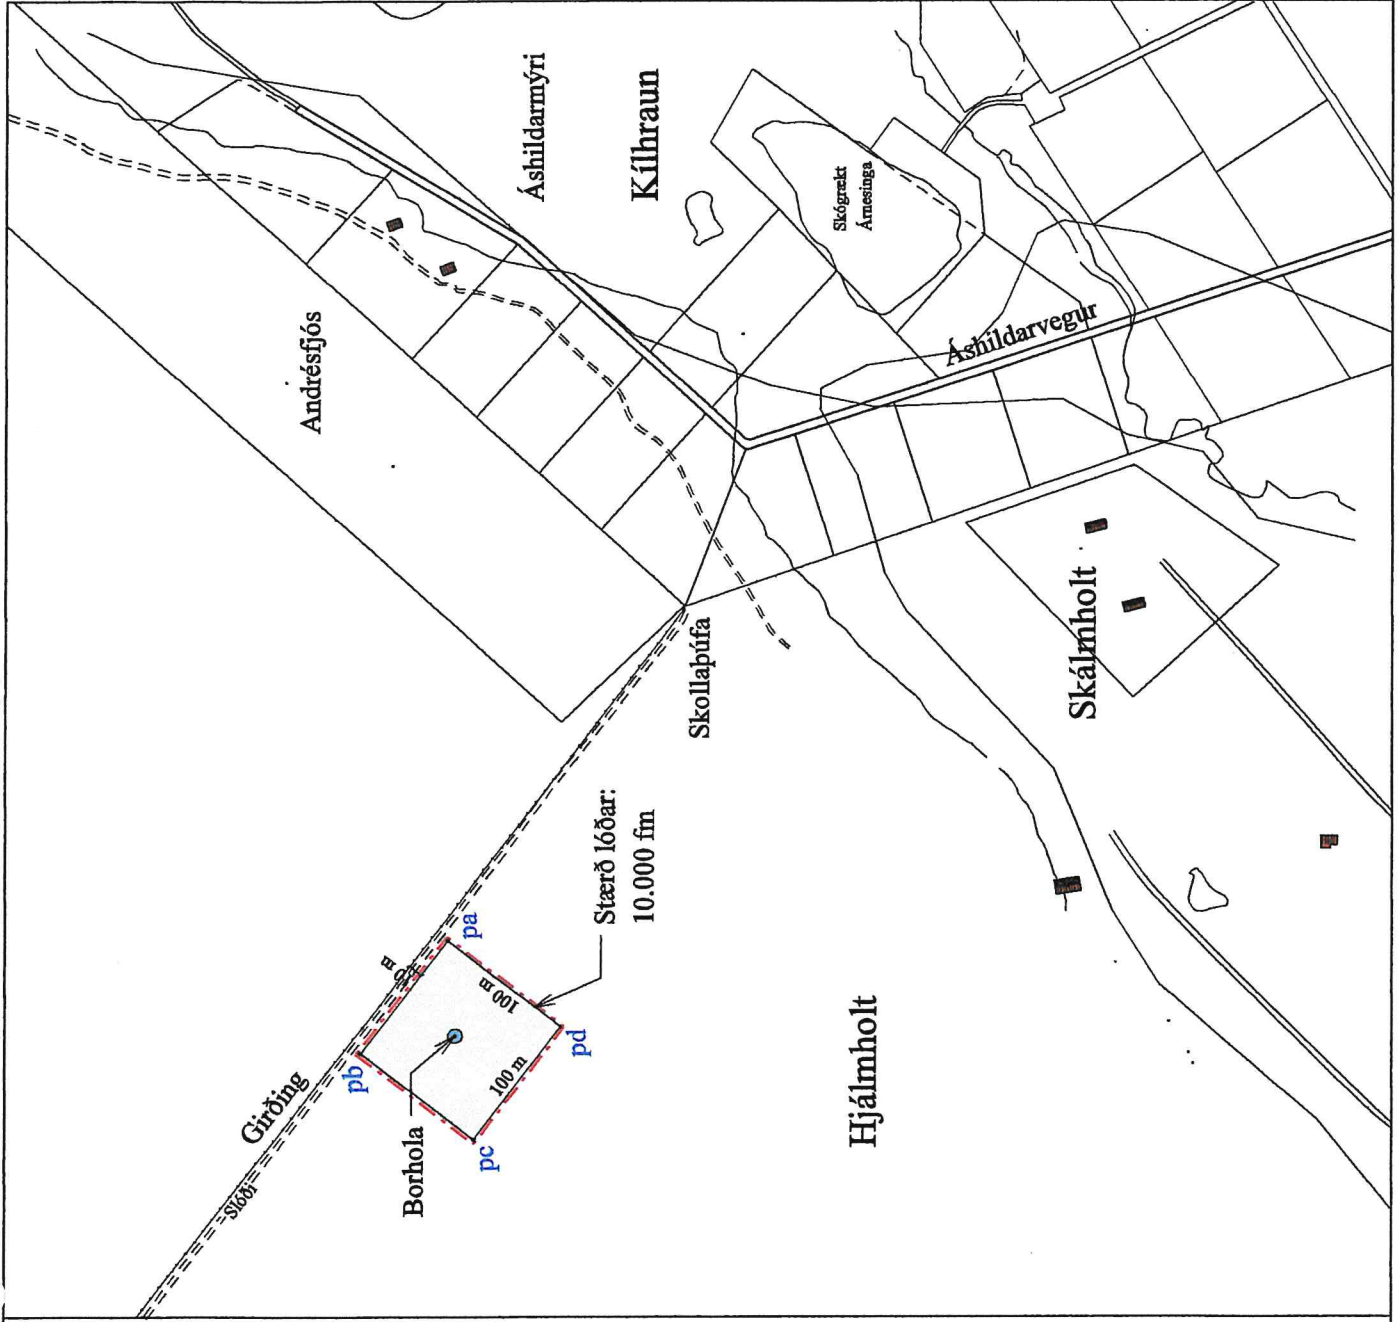 Áshildarmýri
Kílhraun
Andrésfjós
Skógrækt
Árnesinga
Áshildarvegur
Skollaþúfa
Skálmholt
Stærð lóðar:
10.000 fm
pa
100 m
pd
100 m
pb
pc
Borhola
Girðing
Slóði
Hjálmholt